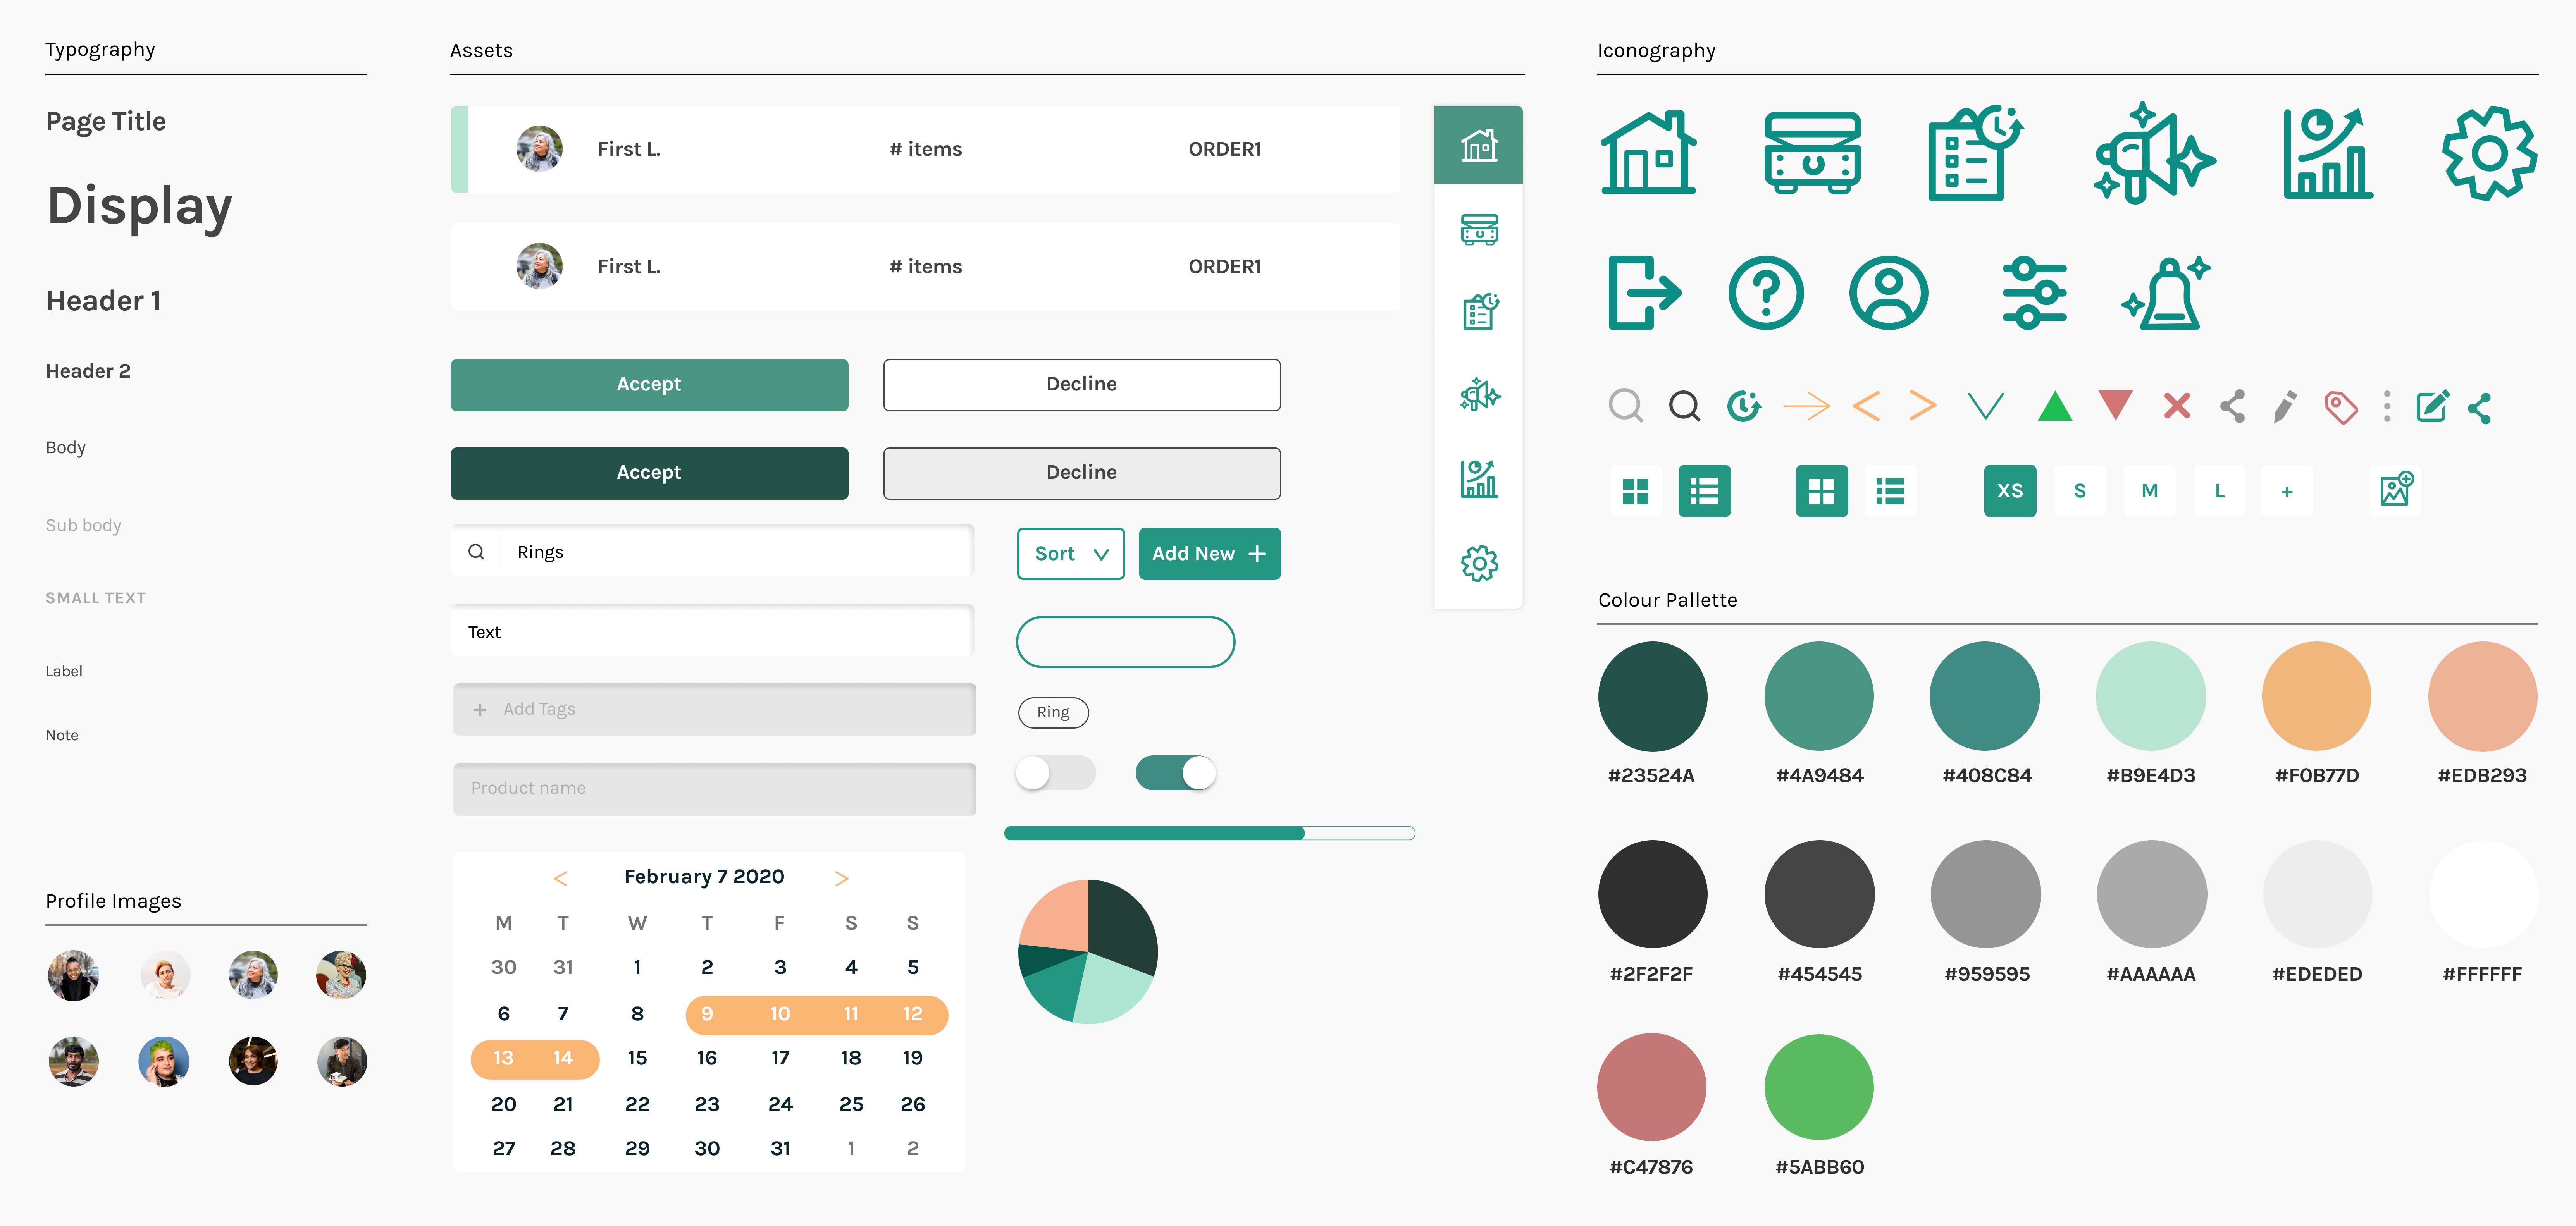 Typography
Page Title
Display
Header 1
Header 2
Body
Sub body
SMALL TEXT
Label
Note
Profile Images
Assets
First L. # items ORDER1
First L. # items ORDER1
Accept Decline
Accept Decline
Rings
Sort Add New +
Text
+ Add Tags
Ring
Product name
< February 7 2020 >
M T W T F S S
30 31 1 2 3 4 5
6 7 8 9 10 11 12
13 14 15 16 17 18 19
20 21 22 23 24 25 26
27 28 29 30 31 1 2
Iconography
?
XS S M L +
Colour Pallette
#23524A #4A9484 #408C84 #B9E4D3 #F0B77D #EDB293
#2F2F2F #454545 #959595 #AAAAAA #EDEDED #FFFFFF
#C47876 #5ABB60